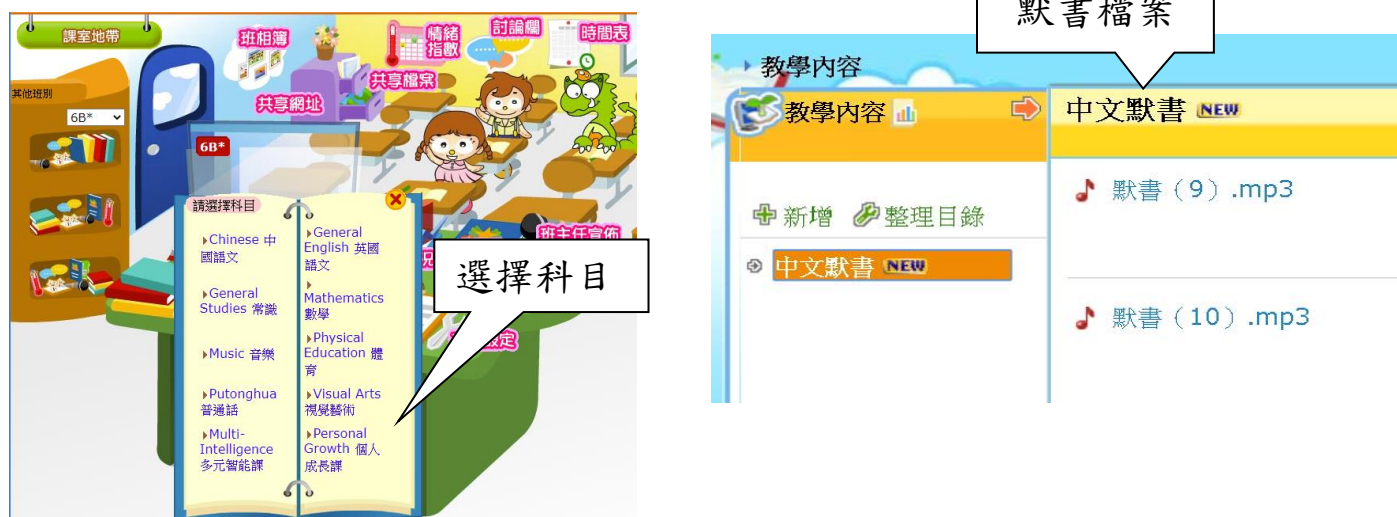 課室地帶
班相簿
情緒
指數
討論欄
時間表
共享檔案
共享網址
其他班別
6B*
6B*
請選擇科目
Chinese 中
國語文
General
Studies 常識
Music 音樂
Putonghua
普通話
Multi-
Intelligence
多元智能課
General
English 英國
語文
Mathematics
數學
Physical
Education 體
育
Visual Arts
視覺藝術
Personal
Growth 個人
成長課
班主任宣佈
況
選擇科目
設定
默書檔案
教學內容
教學內容
中文默書 NEW
新增 整理目錄
中文默書 NEW
默書（9）.mp3
默書（10）.mp3